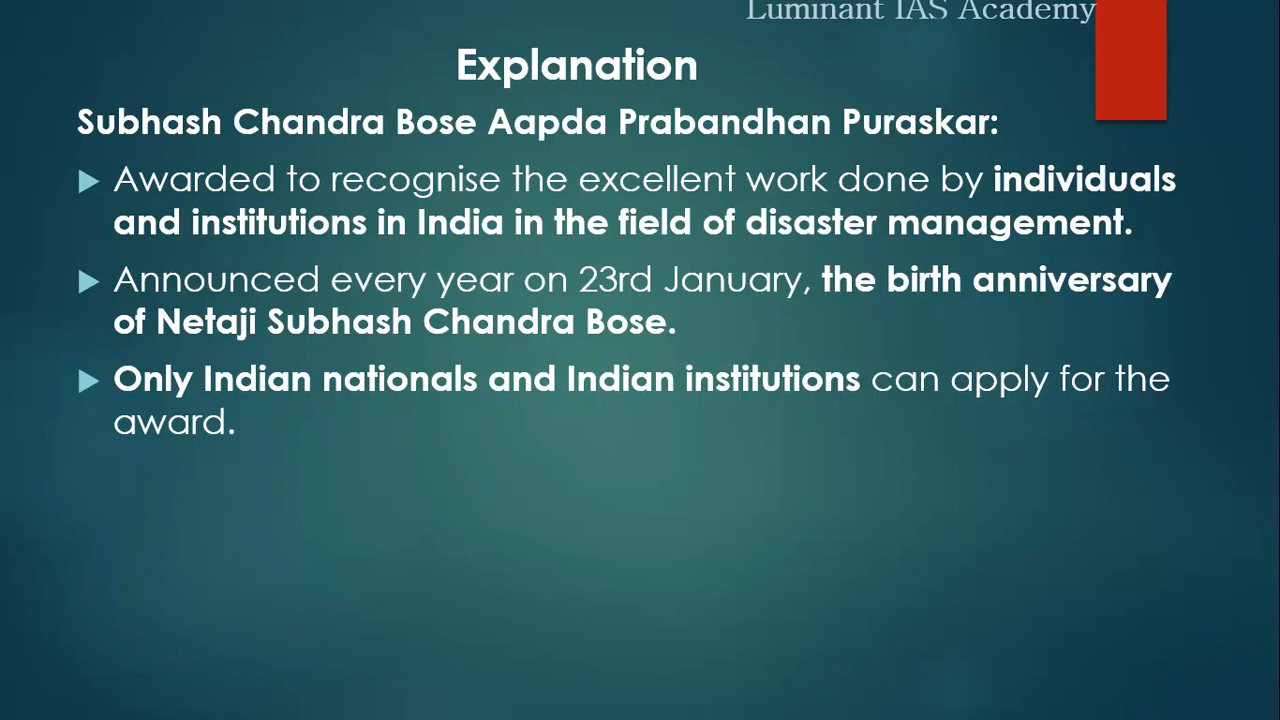 Luminant IAS Academy
Explanation
Subhash Chandra Bose Aapda Prabandhan Puraskar:
Awarded to recognise the excellent work done by individuals
and institutions in India in the field of disaster management.
Announced every year on 23rd January, the birth anniversary
of Netaji Subhash Chandra Bose.
Only Indian nationals and Indian institutions can apply for the
award.